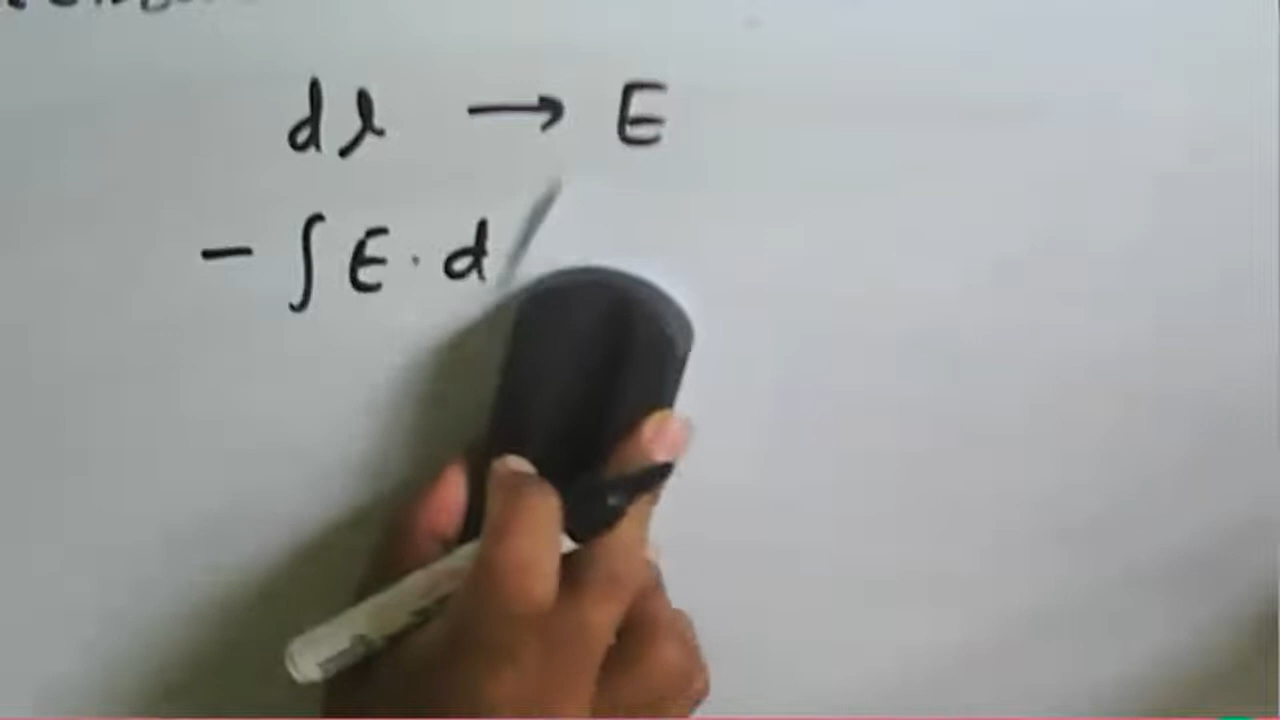 dl → E
- ∫ E · d